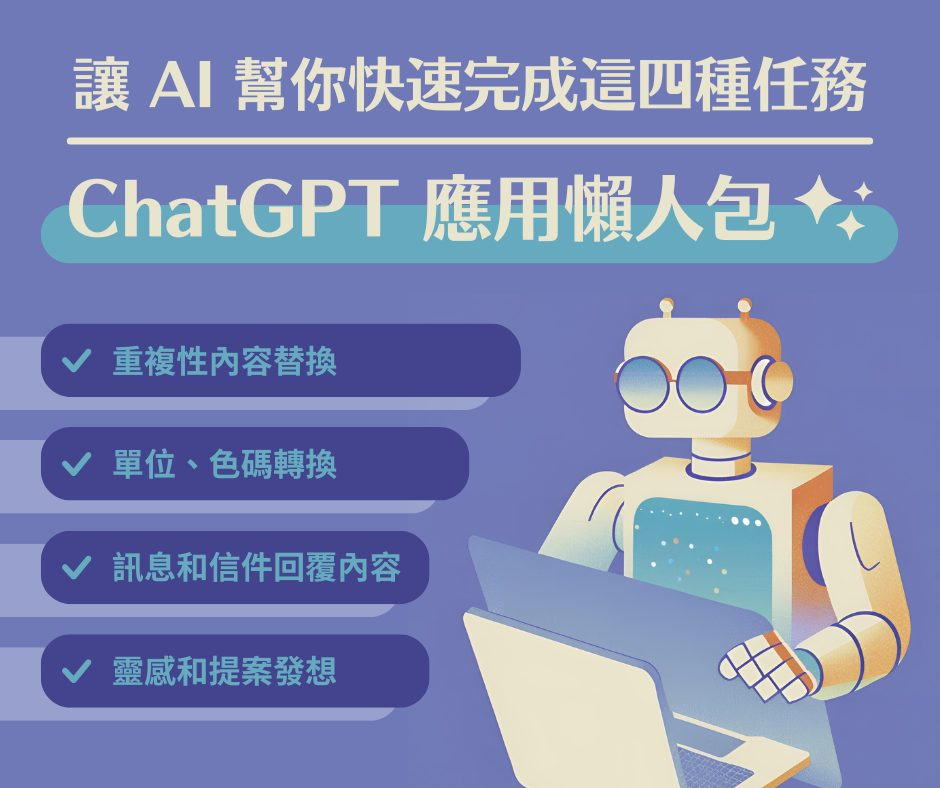 讓 AI 幫你快速完成這四種任務
ChatGPT 應用懶人包
重複性內容替換
單位、色碼轉換
訊息和信件回覆內容
靈感和提案發想